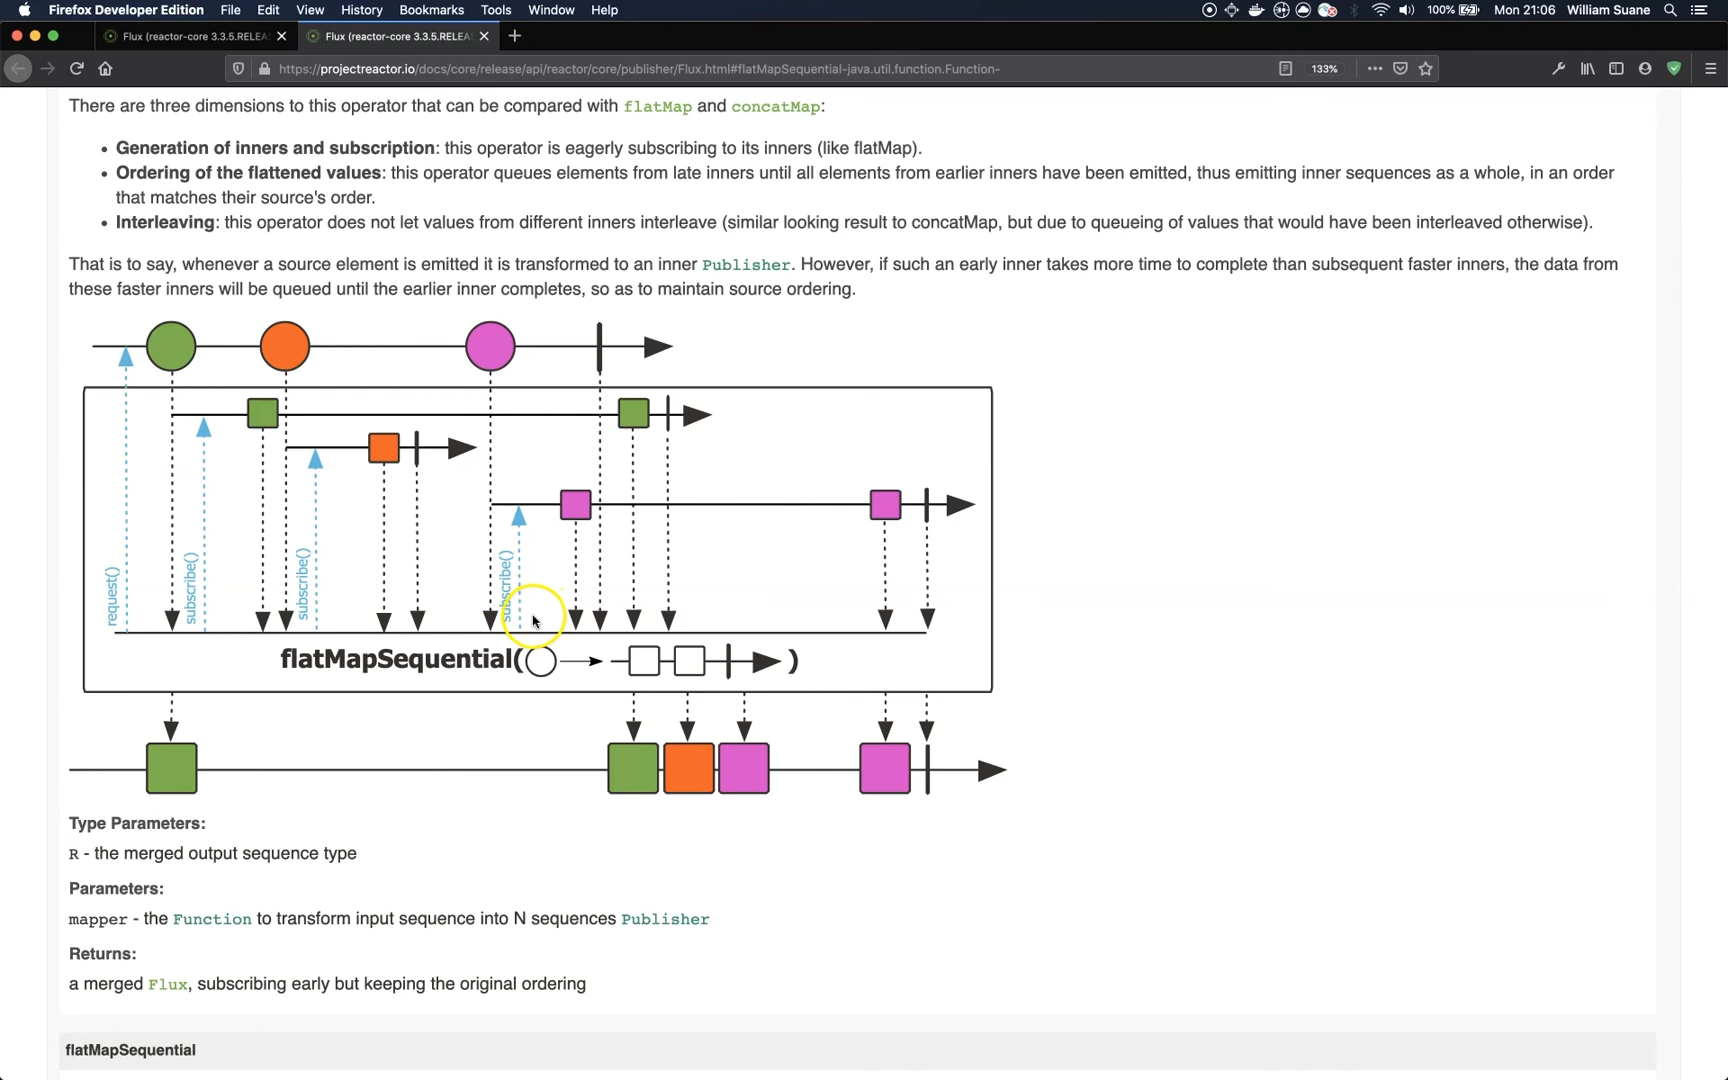 Firefox Developer Edition File Edit View History Bookmarks Tools Window Help 100% Mon 21:06 William Suane
Flux (reactor-core 3.3.5.RELEA Flux (reactor-core 3.3.5.RELEA
https://projectreactor.io/docs/core/release/api/reactor/core/publisher/Flux.html#flatMapSequential-java.util.function.Function- 133%
There are three dimensions to this operator that can be compared with flatMap and concatMap:
• Generation of inners and subscription: this operator is eagerly subscribing to its inners (like flatMap).
• Ordering of the flattened values: this operator queues elements from late inners until all elements from earlier inners have been emitted, thus emitting inner sequences as a whole, in an order
that matches their source's order.
• Interleaving: this operator does not let values from different inners interleave (similar looking result to concatMap, but due to queueing of values that would have been interleaved otherwise).
That is to say, whenever a source element is emitted it is transformed to an inner Publisher. However, if such an early inner takes more time to complete than subsequent faster inners, the data from
these faster inners will be queued until the earlier inner completes, so as to maintain source ordering.
request()
subscribe()
subscribe()
subscribe()
flatMapSequential( )
Type Parameters:
R - the merged output sequence type
Parameters:
mapper - the Function to transform input sequence into N sequences Publisher
Returns:
a merged Flux, subscribing early but keeping the original ordering
flatMapSequential